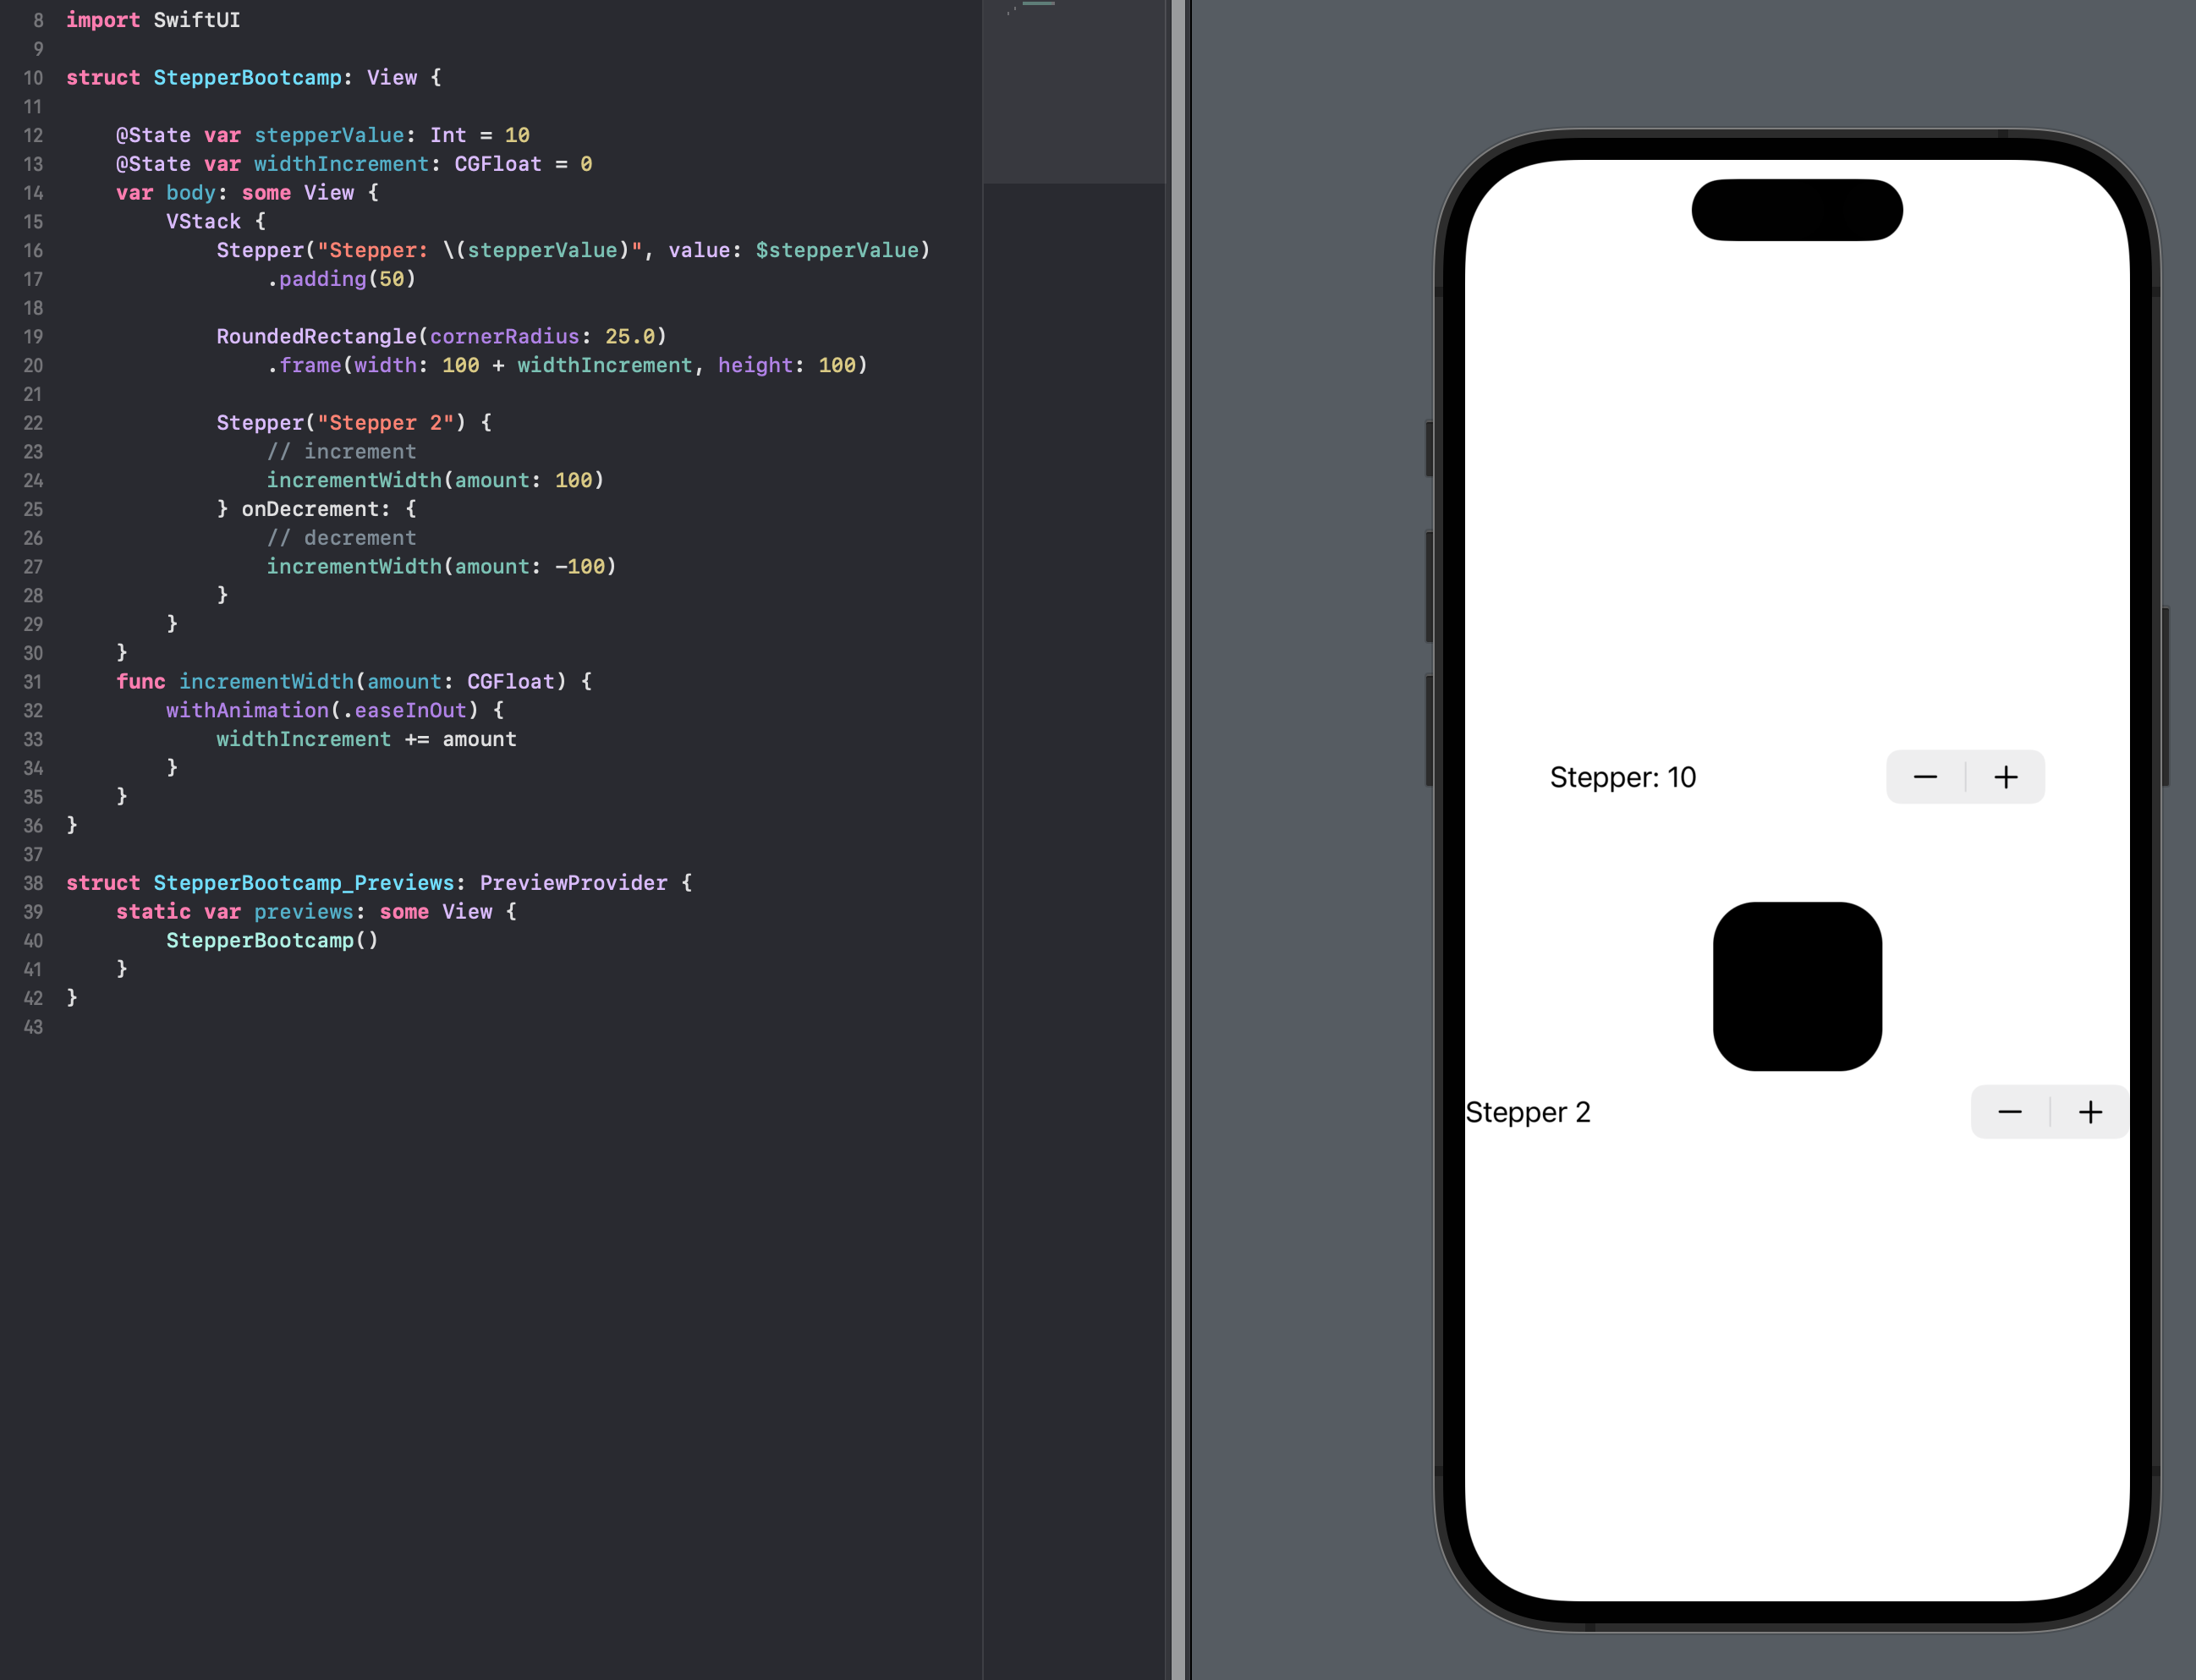 8 import SwiftUI
9
10 struct StepperBootcamp: View {
11
12     @State var stepperValue: Int = 10
13     @State var widthIncrement: CGFloat = 0
14     var body: some View {
15         VStack {
16             Stepper("Stepper: \(stepperValue)", value: $stepperValue)
17                 .padding(50)
18
19             RoundedRectangle(cornerRadius: 25.0)
20                 .frame(width: 100 + widthIncrement, height: 100)
21
22             Stepper("Stepper 2") {
23                 // increment
24                 incrementWidth(amount: 100)
25             } onDecrement: {
26                 // decrement
27                 incrementWidth(amount: -100)
28             }
29         }
30     }
31     func incrementWidth(amount: CGFloat) {
32         withAnimation(.easeInOut) {
33             widthIncrement += amount
34         }
35     }
36 }
37
38 struct StepperBootcamp_Previews: PreviewProvider {
39     static var previews: some View {
40         StepperBootcamp()
41     }
42 }
43
Stepper: 10 − +
Stepper 2 − +